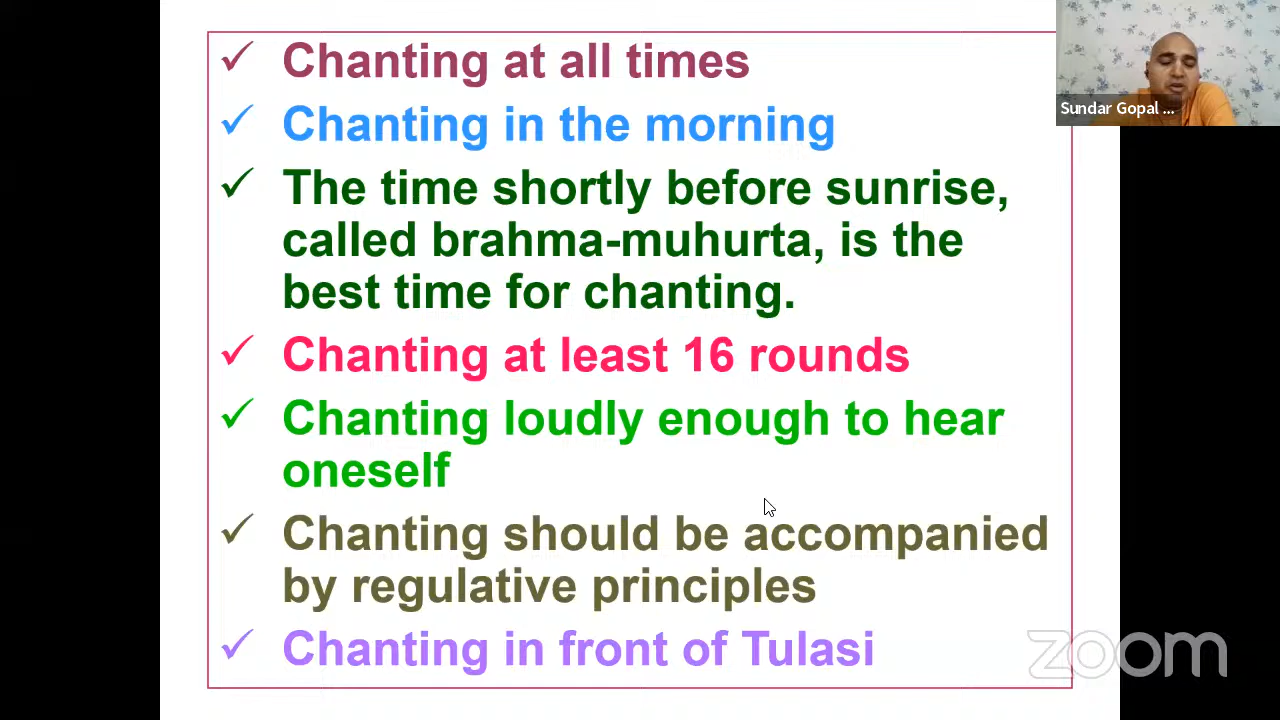 ✓ Chanting at all times
✓ Chanting in the morning
✓ The time shortly before sunrise,
called brahma-muhurta, is the
best time for chanting.
✓ Chanting at least 16 rounds
✓ Chanting loudly enough to hear
oneself
✓ Chanting should be accompanied
by regulative principles
✓ Chanting in front of Tulasi
Sundar Gopal ...
zoom